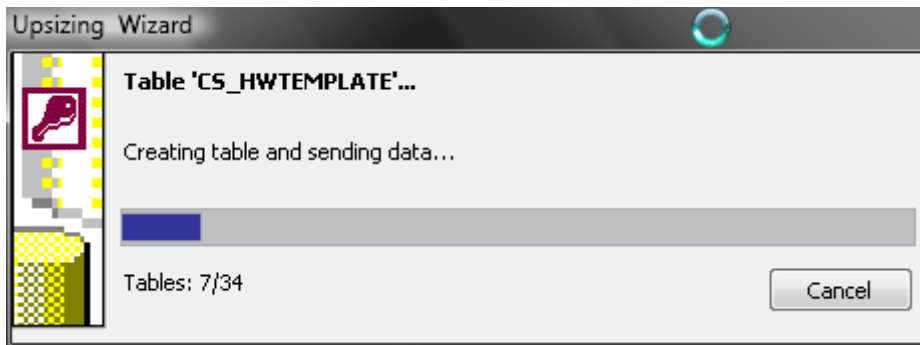 Upsizing Wizard
Table 'CS_HWTEMPLATE'...
Creating table and sending data...
Tables: 7/34
Cancel